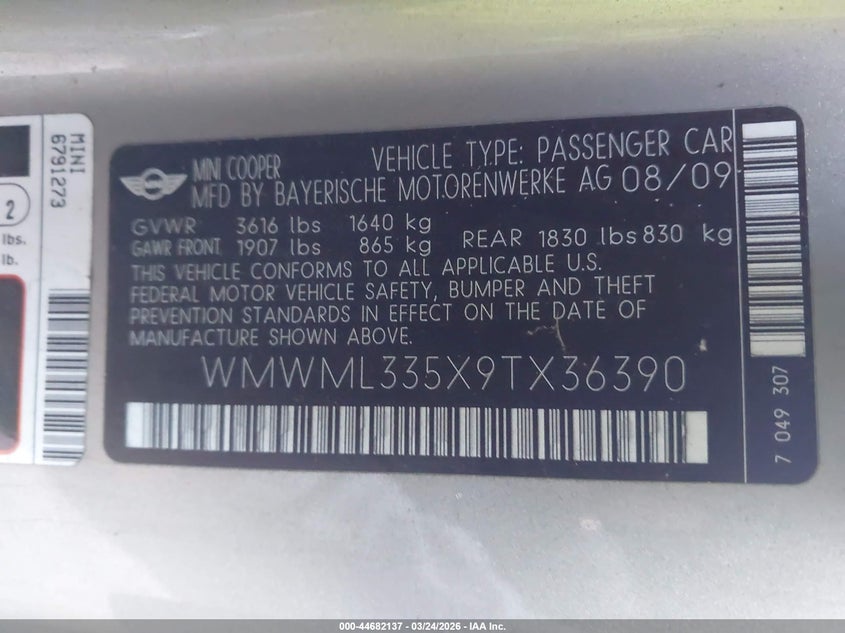 MINI
6791273
2
lbs.
lb.
MINI COOPER VEHICLE TYPE: PASSENGER CAR
MFD BY BAYERISCHE MOTORENWERKE AG 08/09
GVWR 3616 lbs 1640 kg
GAWR FRONT 1907 lbs 865 kg REAR 1830 lbs 830 kg
THIS VEHICLE CONFORMS TO ALL APPLICABLE U.S.
FEDERAL MOTOR VEHICLE SAFETY, BUMPER AND THEFT
PREVENTION STANDARDS IN EFFECT ON THE DATE OF
MANUFACTURE SHOWN ABOVE.
WMWML335X9TX36390
7 049 307
000-44682137 - 03/24/2026 - IAA Inc.